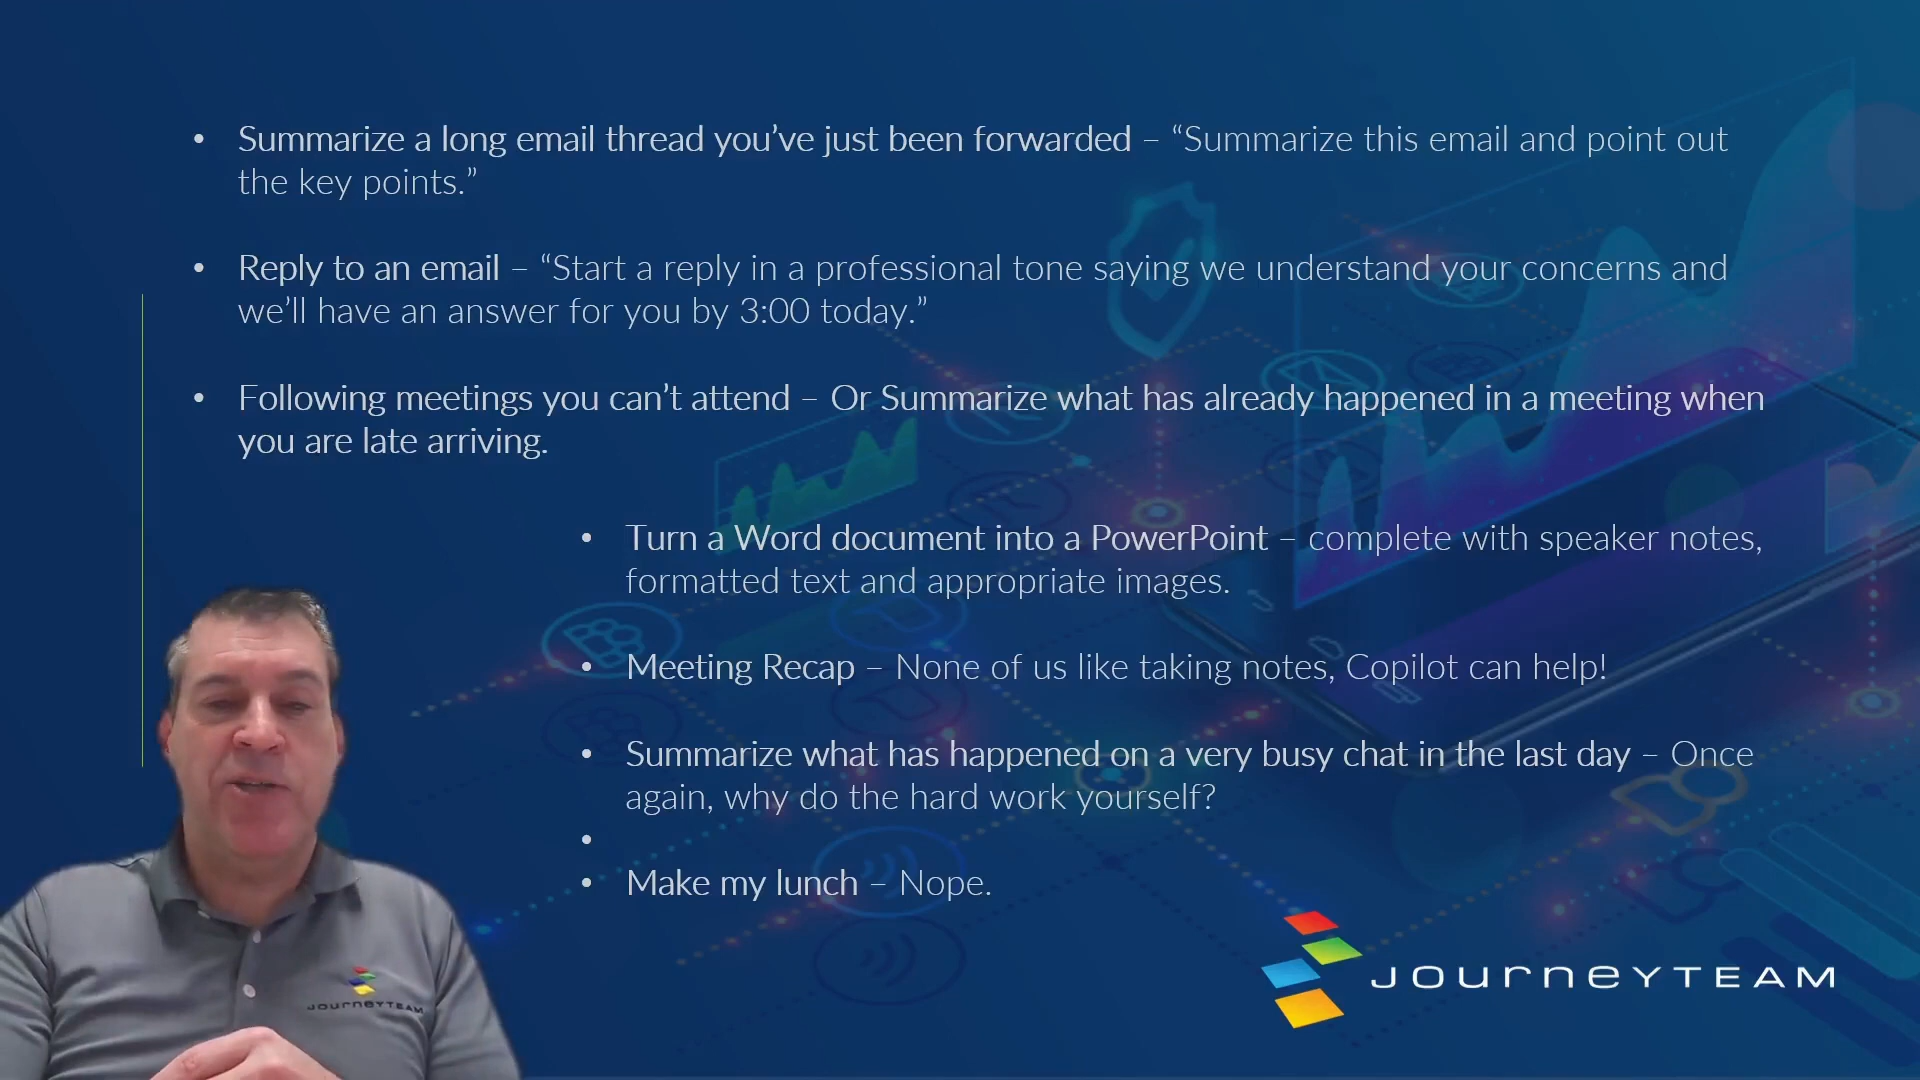 • Summarize a long email thread you’ve just been forwarded – “Summarize this email and point out
the key points.”
• Reply to an email – “Start a reply in a professional tone saying we understand your concerns and
we’ll have an answer for you by 3:00 today.”
• Following meetings you can’t attend – Or Summarize what has already happened in a meeting when
you are late arriving.
• Turn a Word document into a PowerPoint – complete with speaker notes,
formatted text and appropriate images.
• Meeting Recap – None of us like taking notes, Copilot can help!
• Summarize what has happened on a very busy chat in the last day – Once
again, why do the hard work yourself?
•
• Make my lunch – Nope.
JOURNEYTEAM
JOURNEYTEAM